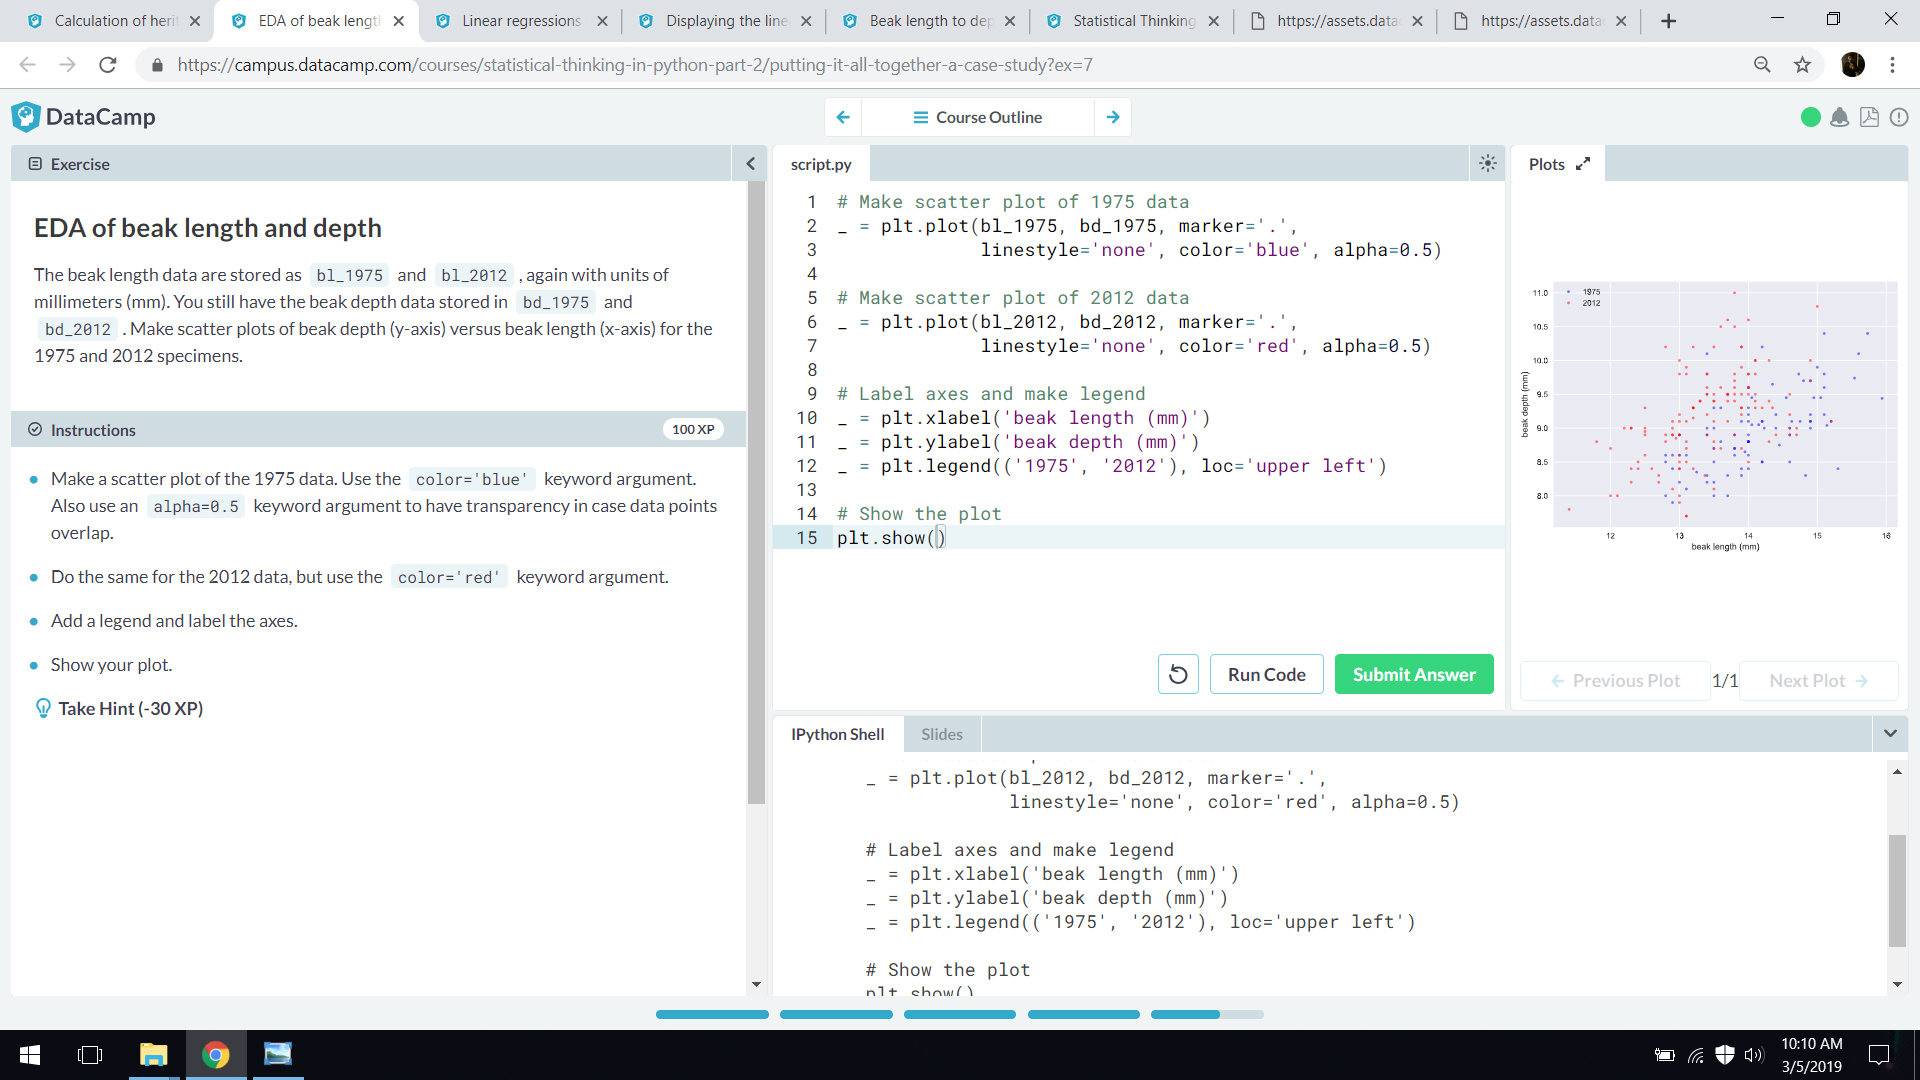 Calculation of heri
EDA of beak length
Linear regressions
Displaying the line
Beak length to dep
Statistical Thinking
https://assets.data
https://assets.data
https://campus.datacamp.com/courses/statistical-thinking-in-python-part-2/putting-it-all-together-a-case-study?ex=7
DataCamp
Course Outline
Exercise
EDA of beak length and depth
The beak length data are stored as bl_1975 and bl_2012 , again with units of
millimeters (mm). You still have the beak depth data stored in bd_1975 and
bd_2012 . Make scatter plots of beak depth (y-axis) versus beak length (x-axis) for the
1975 and 2012 specimens.
Instructions
100 XP
Make a scatter plot of the 1975 data. Use the color='blue' keyword argument.
Also use an alpha=0.5 keyword argument to have transparency in case data points
overlap.
Do the same for the 2012 data, but use the color='red' keyword argument.
Add a legend and label the axes.
Show your plot.
Take Hint (-30 XP)
script.py
1 # Make scatter plot of 1975 data
2 _ = plt.plot(bl_1975, bd_1975, marker='.',
3 linestyle='none', color='blue', alpha=0.5)
4
5 # Make scatter plot of 2012 data
6 _ = plt.plot(bl_2012, bd_2012, marker='.',
7 linestyle='none', color='red', alpha=0.5)
8
9 # Label axes and make legend
10 _ = plt.xlabel('beak length (mm)')
11 _ = plt.ylabel('beak depth (mm)')
12 _ = plt.legend(('1975', '2012'), loc='upper left')
13
14 # Show the plot
15 plt.show()
Run Code
Submit Answer
Plots
1975
2012
11.0
10.5
10.0
9.5
9.0
8.5
8.0
beak depth (mm)
12 13 14 15 16
beak length (mm)
Previous Plot
1/1
Next Plot
IPython Shell
Slides
_ = plt.plot(bl_2012, bd_2012, marker='.',
linestyle='none', color='red', alpha=0.5)
# Label axes and make legend
_ = plt.xlabel('beak length (mm)')
_ = plt.ylabel('beak depth (mm)')
_ = plt.legend(('1975', '2012'), loc='upper left')
# Show the plot
plt.show()
10:10 AM
3/5/2019